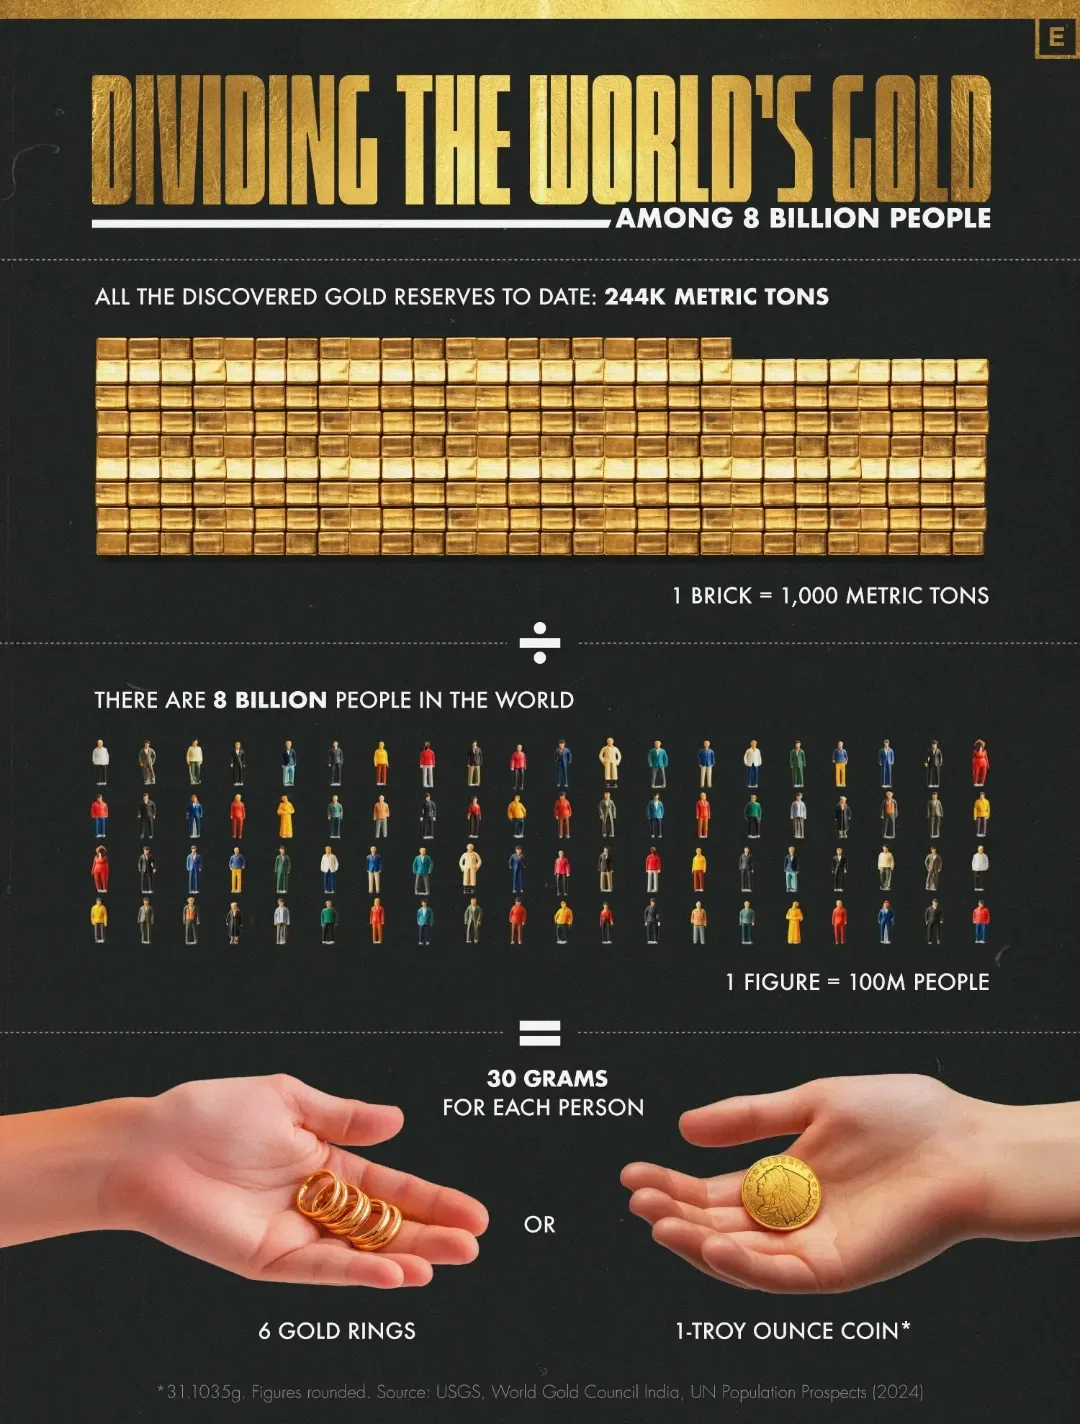 E
DIVIDING THE WORLD'S GOLD
AMONG 8 BILLION PEOPLE
ALL THE DISCOVERED GOLD RESERVES TO DATE: 244K METRIC TONS
1 BRICK = 1,000 METRIC TONS
÷
THERE ARE 8 BILLION PEOPLE IN THE WORLD
1 FIGURE = 100M PEOPLE
=
30 GRAMS
FOR EACH PERSON
LIBERTY
OR
6 GOLD RINGS
1-TROY OUNCE COIN*
*31.1035g. Figures rounded. Source: USGS, World Gold Council India, UN Population Prospects (2024)